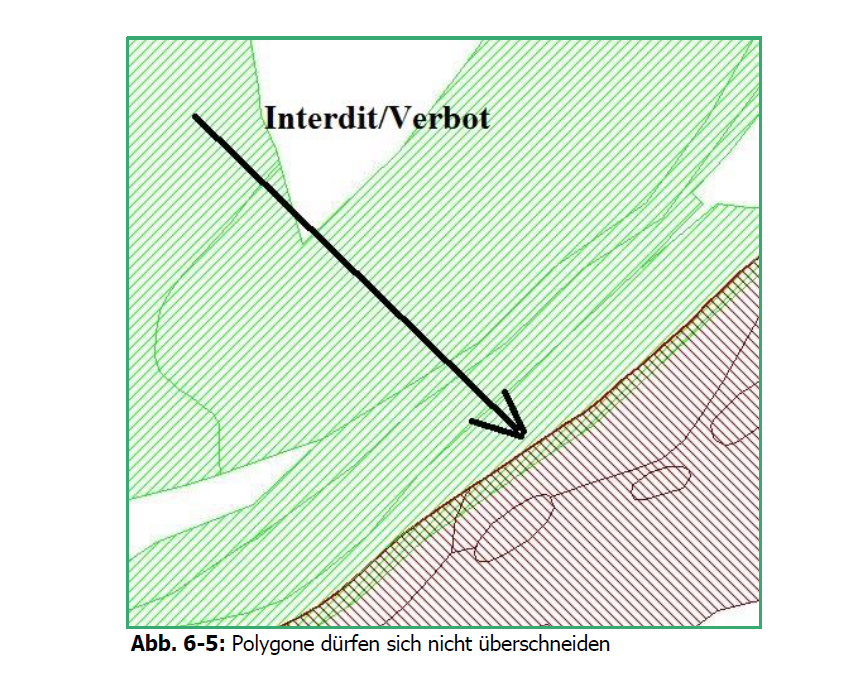 Interdit/Verbot
Abb. 6-5: Polygone dürfen sich nicht überschneiden